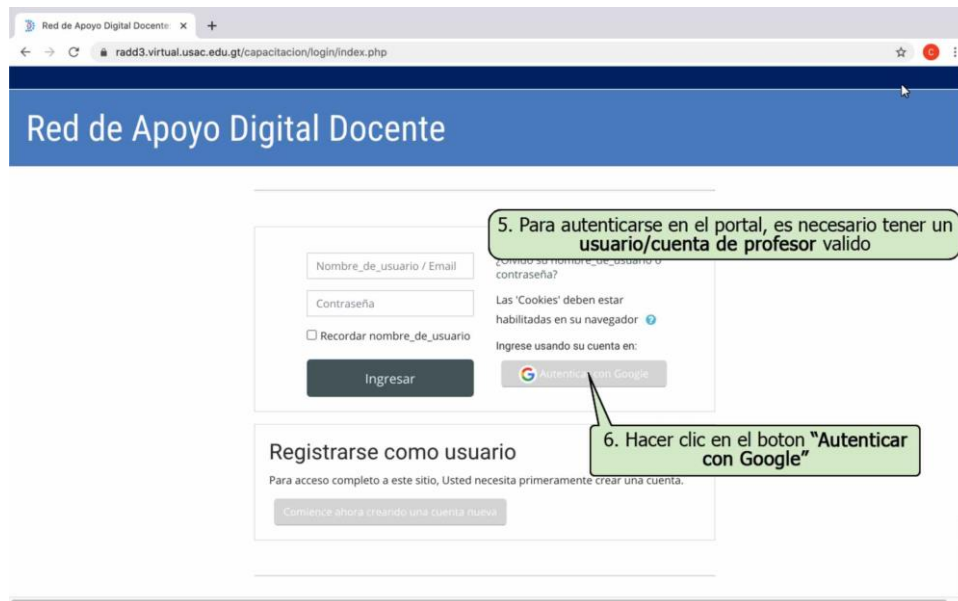 Red de Apoyo Digital Docente
radd3.virtual.usac.edu.gt/capacitacion/login/index.php
C
Red de Apoyo Digital Docente
5. Para autenticarse en el portal, es necesario tener un
usuario/cuenta de profesor valido
Nombre_de_usuario / Email
¿Olvidó su nombre_de_usuario o
contraseña?
Contraseña
Las 'Cookies' deben estar
habilitadas en su navegador
Recordar nombre_de_usuario
Ingrese usando su cuenta en:
Ingresar
Autenticar con Google
6. Hacer clic en el boton "Autenticar
con Google"
Registrarse como usuario
Para acceso completo a este sitio, Usted necesita primeramente crear una cuenta.
Comience ahora creando una cuenta nueva